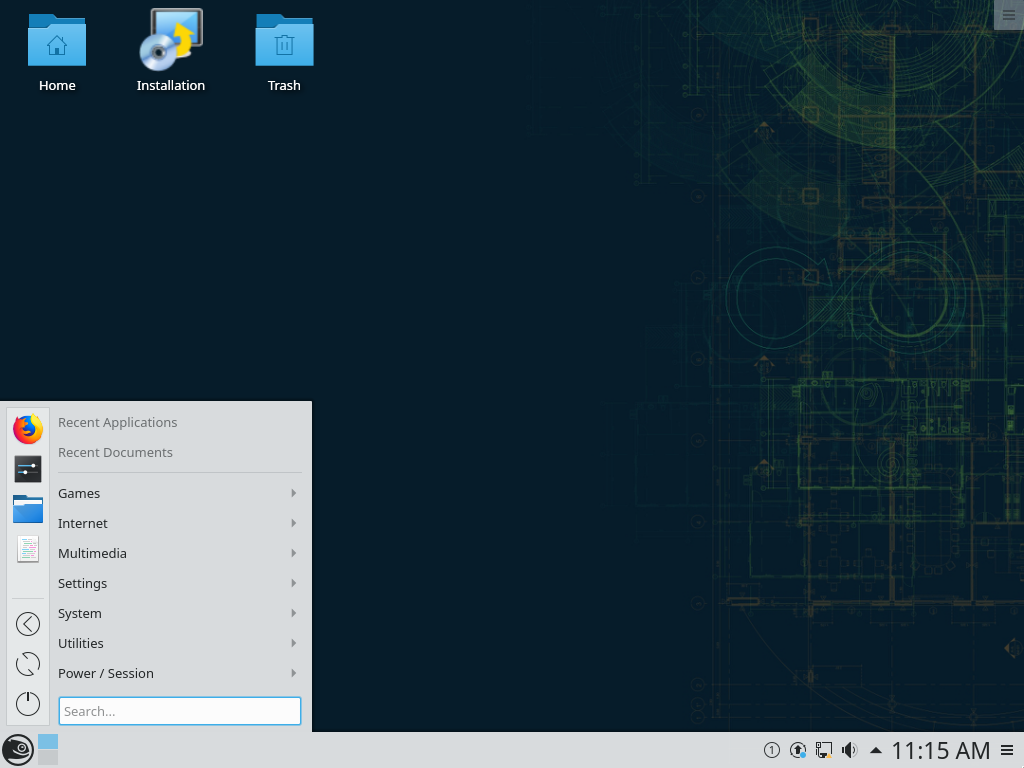 Home
Installation
Trash
Recent Applications
Recent Documents
Games
Internet
Multimedia
Settings
System
Utilities
Power / Session
Search...
1
11:15 AM